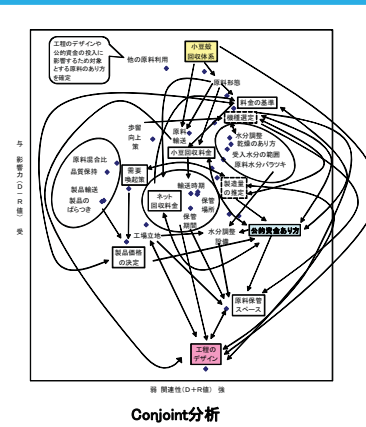 工程のデザインや
公的資金の投入に
影響するため対象
とする原料のあり方
を確定
小豆殻
回収体系
他の原料利用
原料形態
料金の基準
機種選定
歩留
向上
策
原料
輸送
水分調整
乾燥のあり方
小豆回収料金
受入水分の範囲
原料水分バラツキ
原料混合比
品質保持
需要
喚起策
輸送時期
製造量
の推定
製品輸送
ネット
回収料金
保管
場所
製品の
ばらつき
保管
期間
工場立地
水分調整
設備
公的資金あり方
製品価格
の決定
原料保管
スペース
工程の
デザイン
与 影響力(D-R値) 受
弱 関連性(D+R値) 強
Conjoint分析